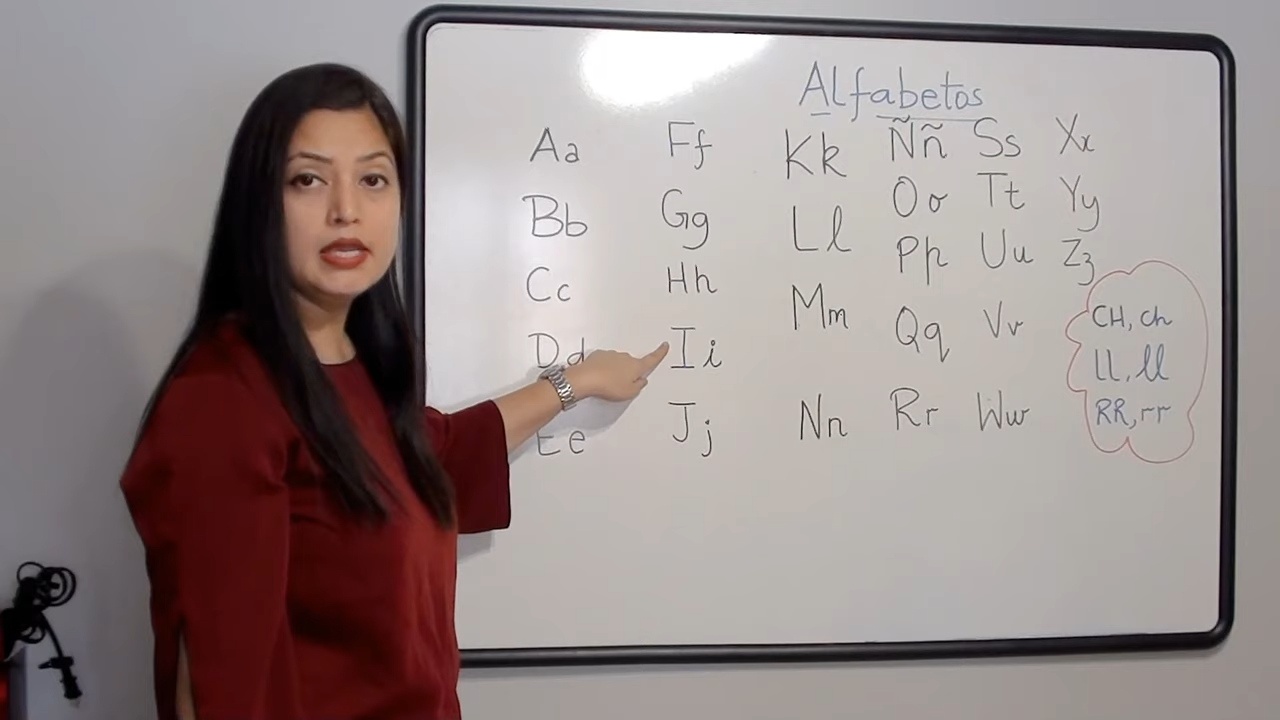 Alfabetos
Aa
Bb
Cc
Dd
Ee
Ff
Gg
Hh
Ii
Jj
Kk
Ll
Mm
Nn
Ññ
Oo
Pp
Qq
Rr
Ss
Tt
Uu
Vv
Ww
Xx
Yy
Zz
CH, ch
LL, ll
RR, rr